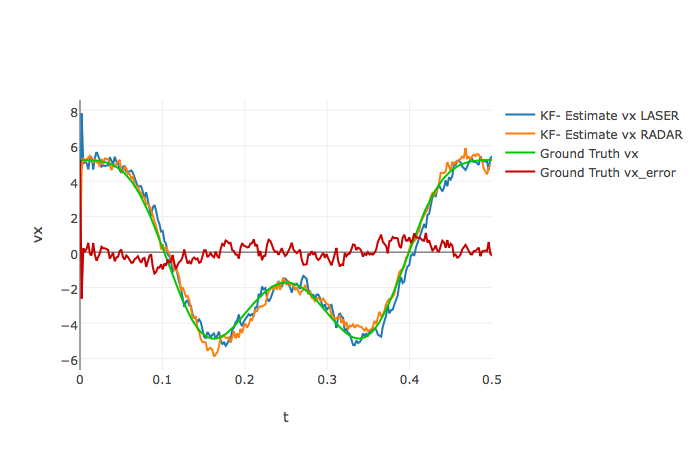 8
6
4
2
0
−2
−4
−6
0
0.1
0.2
0.3
0.4
0.5
vx
t
KF- Estimate vx LASER
KF- Estimate vx RADAR
Ground Truth vx
Ground Truth vx_error